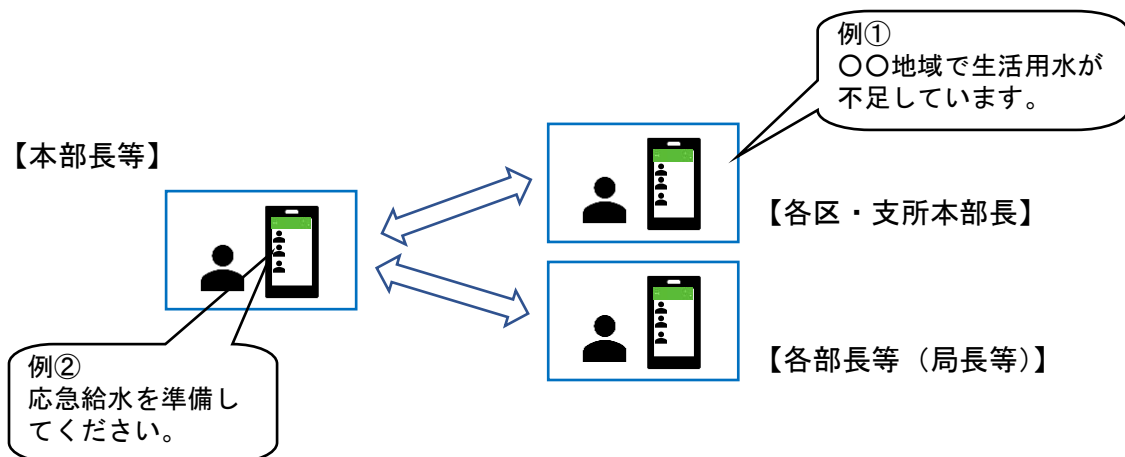 例①
〇〇地域で生活用水が
不足しています。
【本部長等】
【各区・支所本部長】
【各部長等（局長等）】
例②
応急給水を準備し
てください。